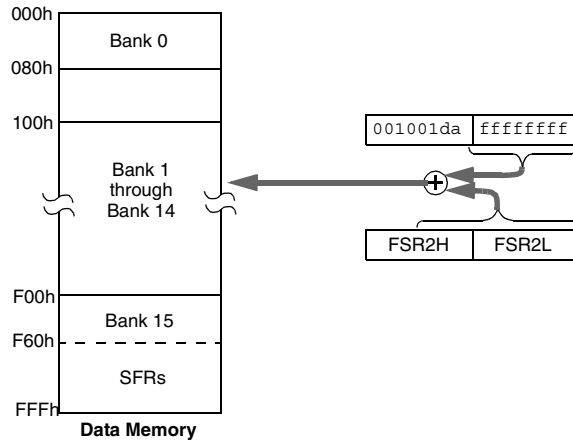 000h
Bank 0
080h
100h
001001da ffffffff
Bank 1
through
Bank 14
FSR2H FSR2L
F00h
Bank 15
F60h
SFRs
FFFh
Data Memory